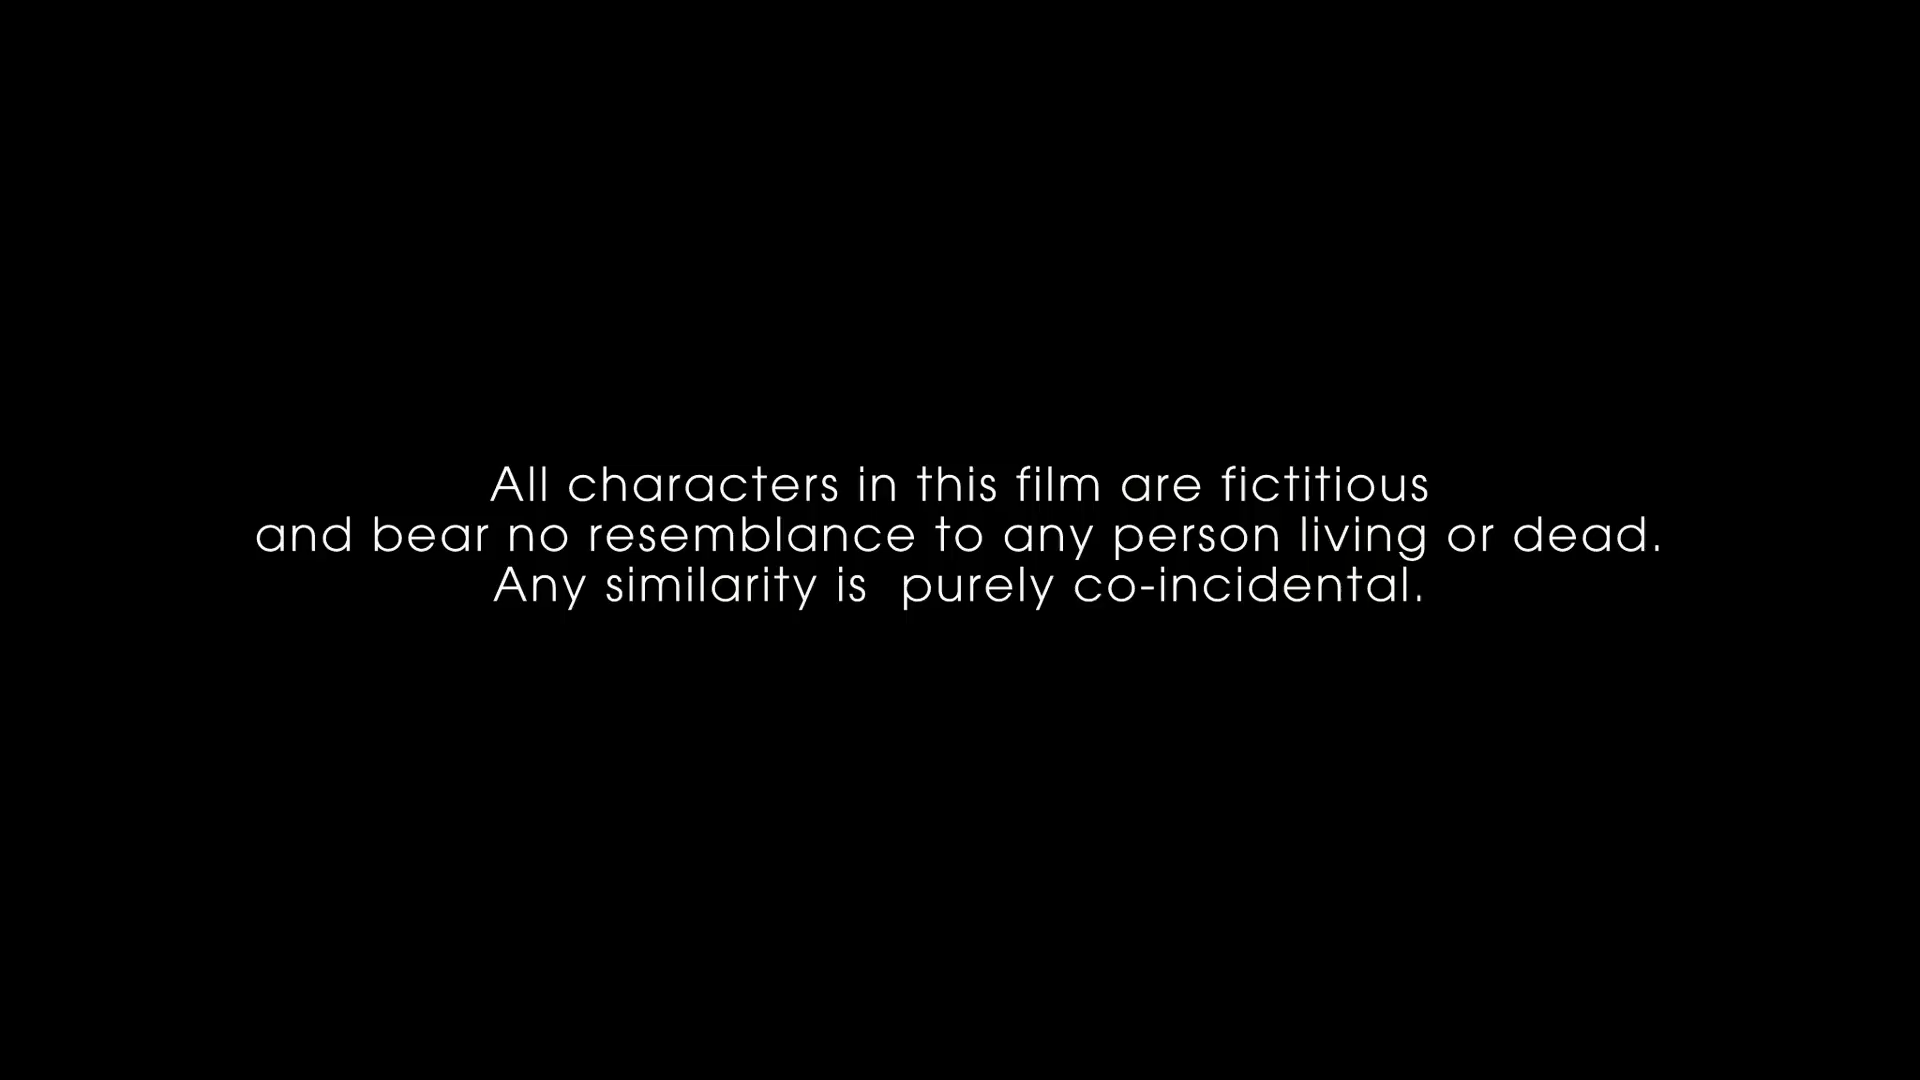 All characters in this film are fictitious
and bear no resemblance to any person living or dead.
Any similarity is  purely co-incidental.